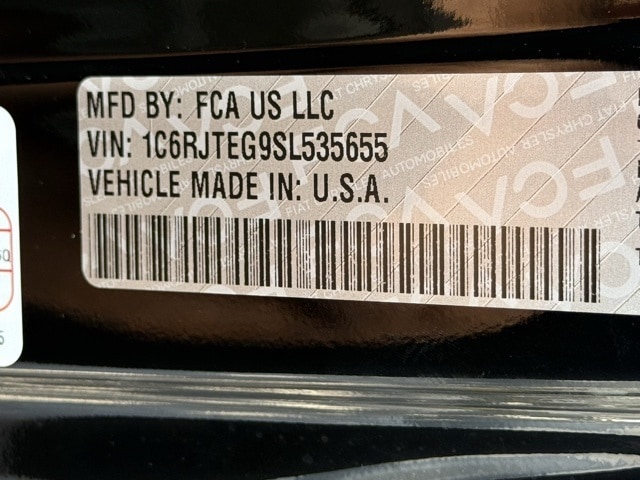 MFD BY: FCA US LLC
VIN: 1C6RJTEG9SL535655
VEHICLE MADE IN: U.S.A.